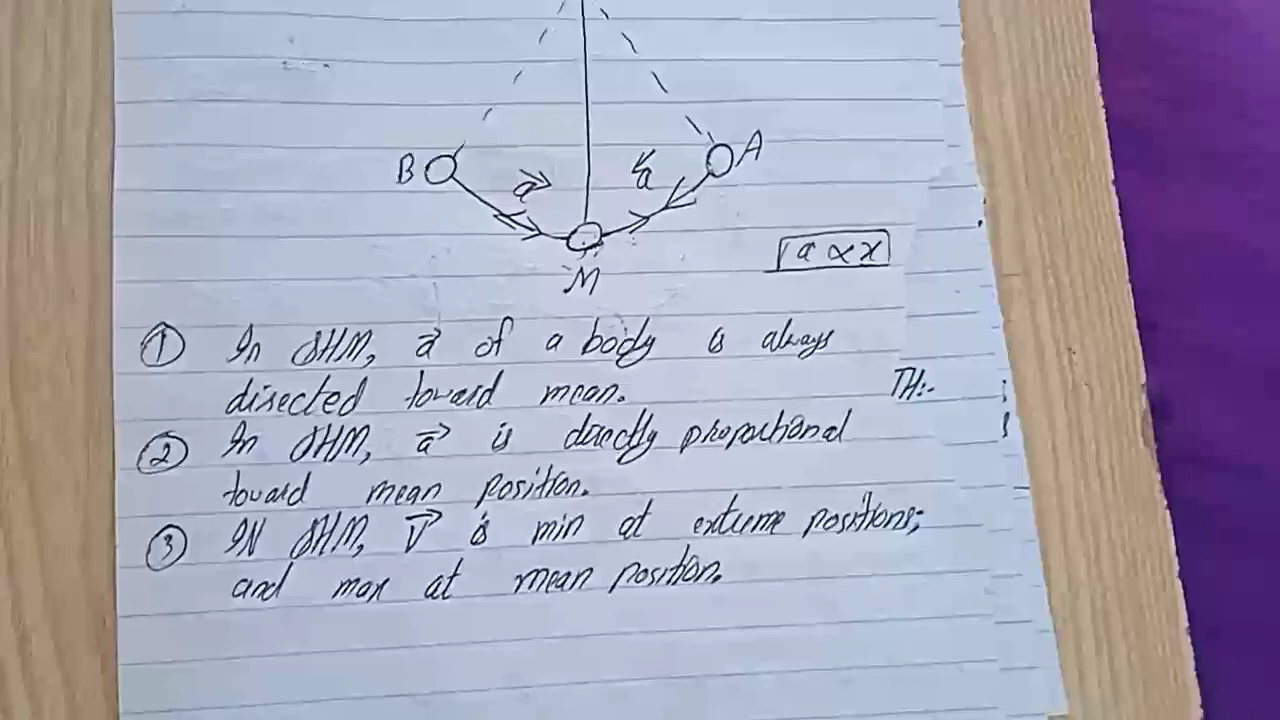 B
a⃗
a⃖
A
M
a ∝ x
① In SHM, a⃗ of a body is always
directed toward mean.
TH:-
② In SHM, a⃗ is directly propotional
toward mean position.
③ IN SHM, V⃗ is min at extreme positions;
and max at mean position.